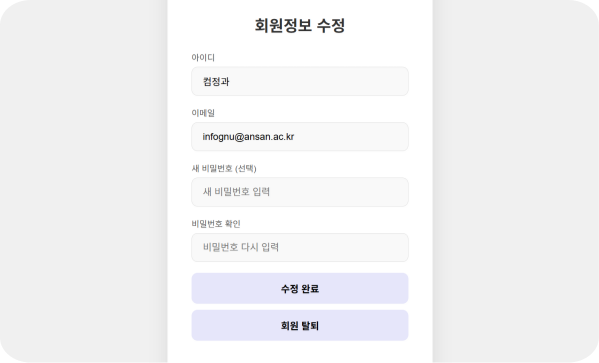 회원정보 수정
아이디
컴정과
이메일
infognu@ansan.ac.kr
새 비밀번호 (선택)
새 비밀번호 입력
비밀번호 확인
비밀번호 다시 입력
수정 완료
회원 탈퇴